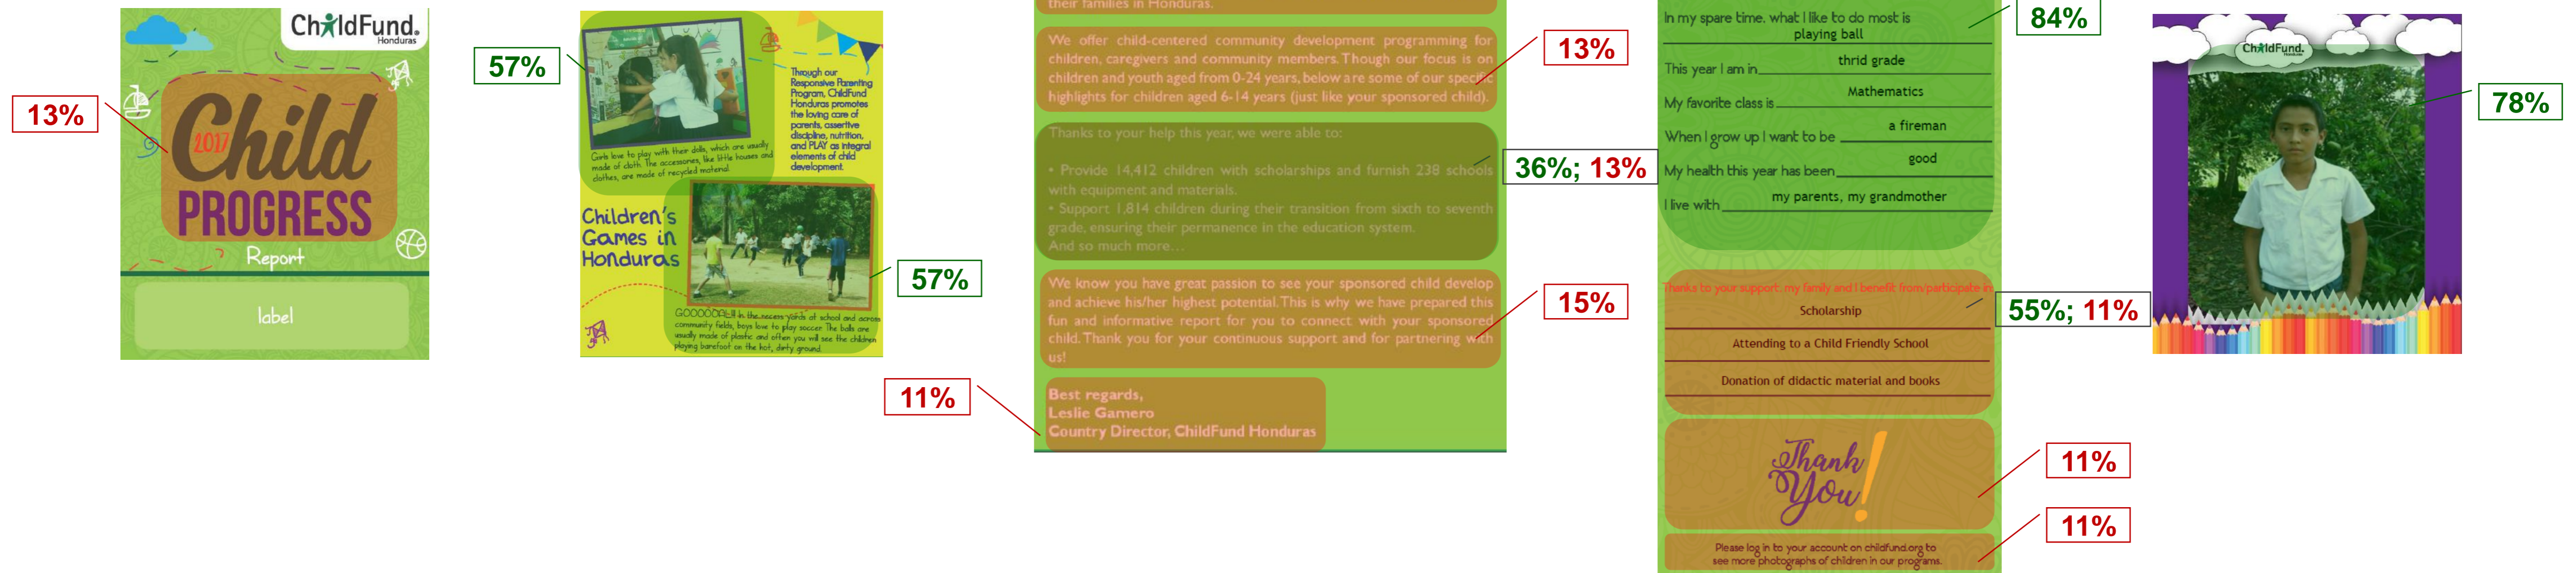 ChildFund.
Honduras
13%
2017
Child
PROGRESS
Report
label
57%
Girls love to play with their dolls, which are usually
made of cloth. The accessories, like little houses and
clothes, are made of recycled material.
Through our
Responsive Parenting
Program, ChildFund
Honduras promotes
the loving care of
parents, assertive
discipline, nutrition,
and PLAY as integral
elements of child
development.
Children's
Games in
Honduras
57%
in the recess yards of school and across
community fields, boys love to play soccer. The balls are
usually made of plastic and often you will see the children
playing barefoot on the hot, dirty ground.
their families in Honduras.
We offer child-centered community development programming for
children, caregivers and community members. Though our focus is on
children and youth aged from 0-24 years, below are some of our specific
highlights for children aged 6-14 years (just like your sponsored child).
13%
Thanks to your help this year, we were able to:
• Provide 14,412 children with scholarships and furnish 238 schools
with equipment and materials.
• Support 1,814 children during their transition from sixth to seventh
grade, ensuring their permanence in the education system.
And so much more...
36%; 13%
We know you have great passion to see your sponsored child develop
and achieve his/her highest potential. This is why we have prepared this
fun and informative report for you to connect with your sponsored
child. Thank you for your continuous support and for partnering with
us!
15%
11%
Best regards,
Leslie Gamero
Country Director, ChildFund Honduras
In my spare time, what I like to do most is
playing ball
84%
This year I am in thrid grade
My favorite class is Mathematics
When I grow up I want to be a fireman
My health this year has been good
I live with my parents, my grandmother
Thanks to your support, my family and I benefit from/participate in
Scholarship
55%; 11%
Attending to a Child Friendly School
Donation of didactic material and books
Thank
You!
11%
Please log in to your account on childfund.org to
see more photographs of children in our programs.
11%
ChildFund.
Honduras
78%